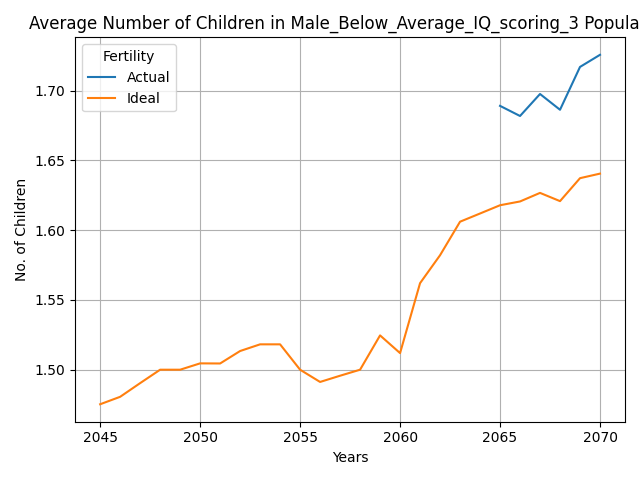 Average Number of Children in Male_Below_Average_IQ_scoring_3 Popula
Fertility
Actual
Ideal
No. of Children
1.70
1.65
1.60
1.55
1.50
2045 2050 2055 2060 2065 2070
Years